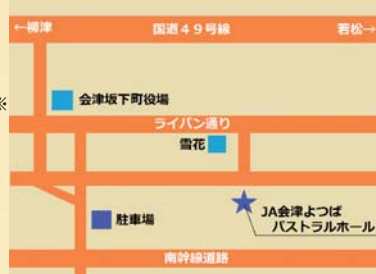 ←柳津 国道49号線 若松→
※
会津坂下町役場
ライバン通り
雪花
JA会津よつば
パストラルホール
駐車場
南幹線道路